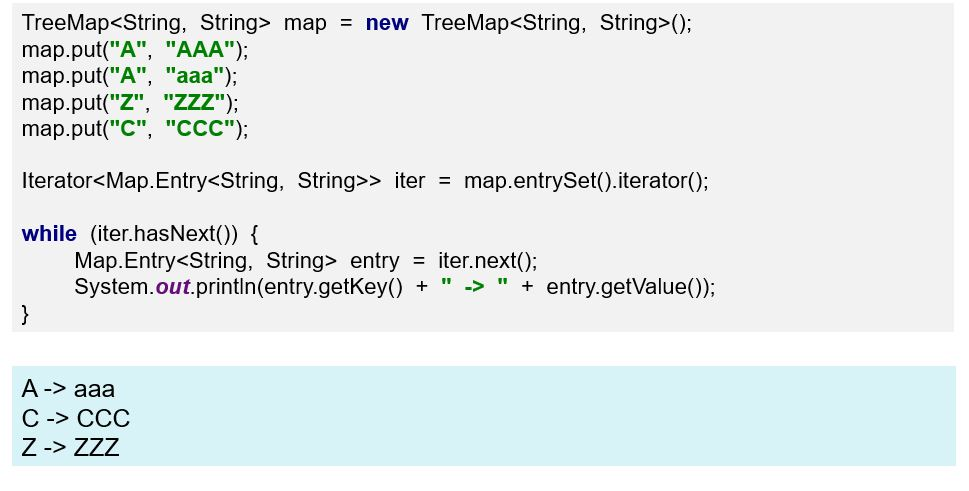 TreeMap<String, String> map = new TreeMap<String, String>();
map.put("A", "AAA");
map.put("A", "aaa");
map.put("Z", "ZZZ");
map.put("C", "CCC");
Iterator<Map.Entry<String, String>> iter = map.entrySet().iterator();
while (iter.hasNext()) {
Map.Entry<String, String> entry = iter.next();
System.out.println(entry.getKey() + " -> " + entry.getValue());
}
A -> aaa
C -> CCC
Z -> ZZZ